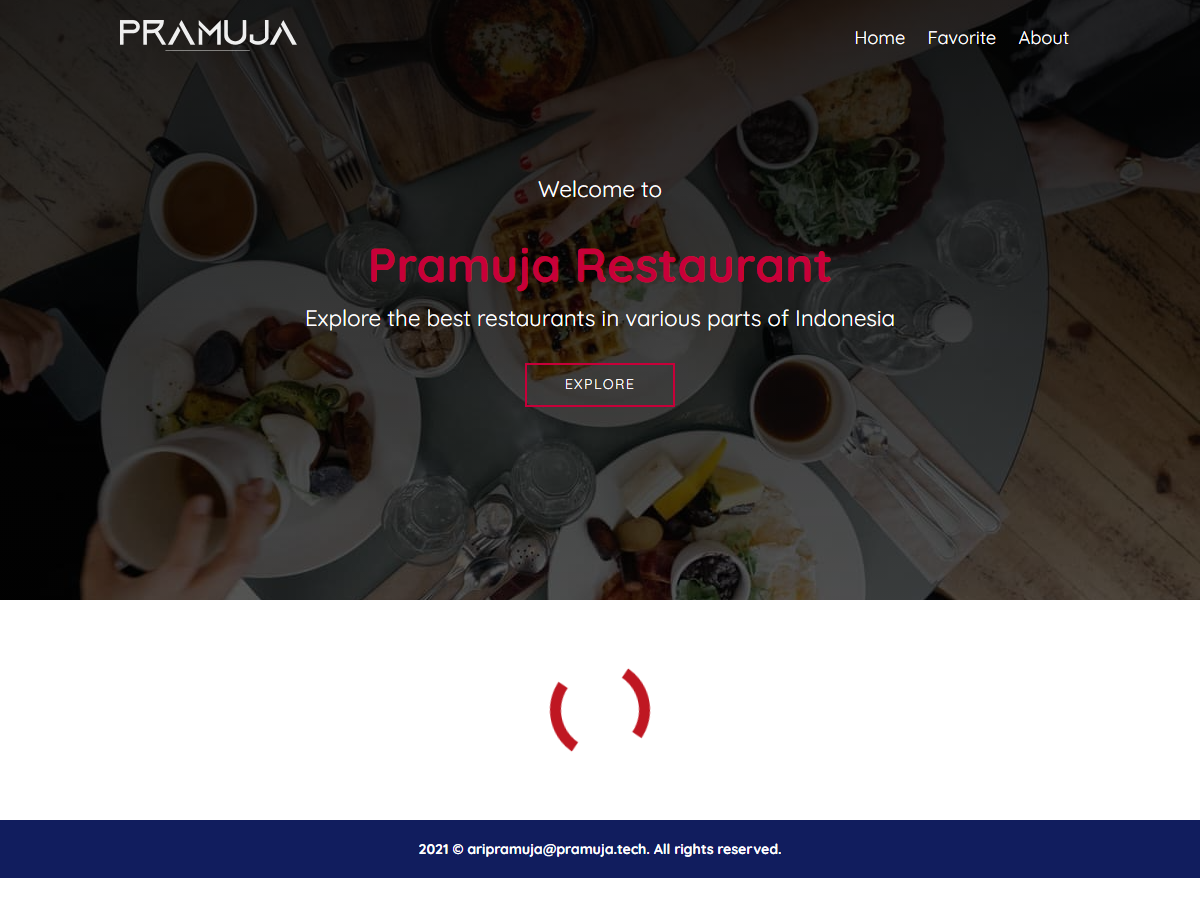 PRAMUJA
Home Favorite About
Welcome to
Pramuja Restaurant
Explore the best restaurants in various parts of Indonesia
EXPLORE
2021 © aripramuja@pramuja.tech. All rights reserved.